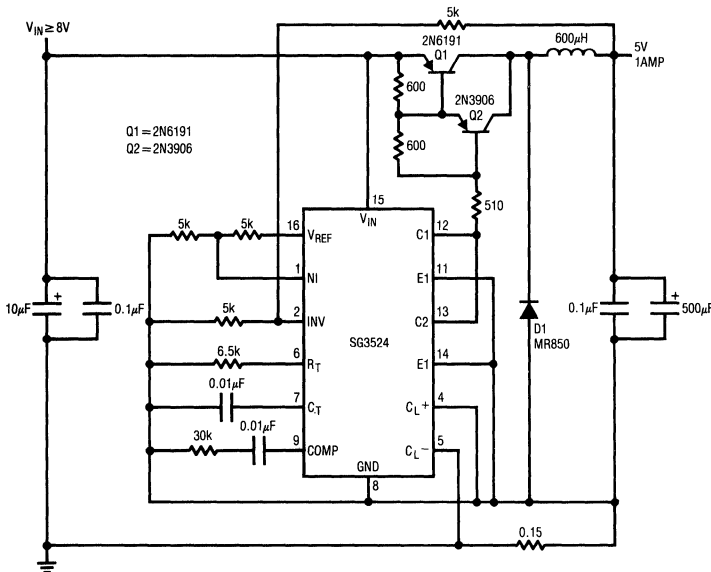 5k
V_IN ≥ 8V
2N6191
Q1
600µH
5V
1AMP
600
2N3906
Q2
Q1 = 2N6191
Q2 = 2N3906
600
510
15
V_IN
5k
5k
16
V_REF
C1
12
1
NI
E1
11
10µF
+
0.1µF
5k
2
INV
C2
13
0.1µF
+
500µF
SG3524
D1
MR850
6.5k
6
R_T
E1
14
0.01µF
7
C_T
C_L+
4
30k
0.01µF
9
COMP
C_L−
5
GND
8
0.15